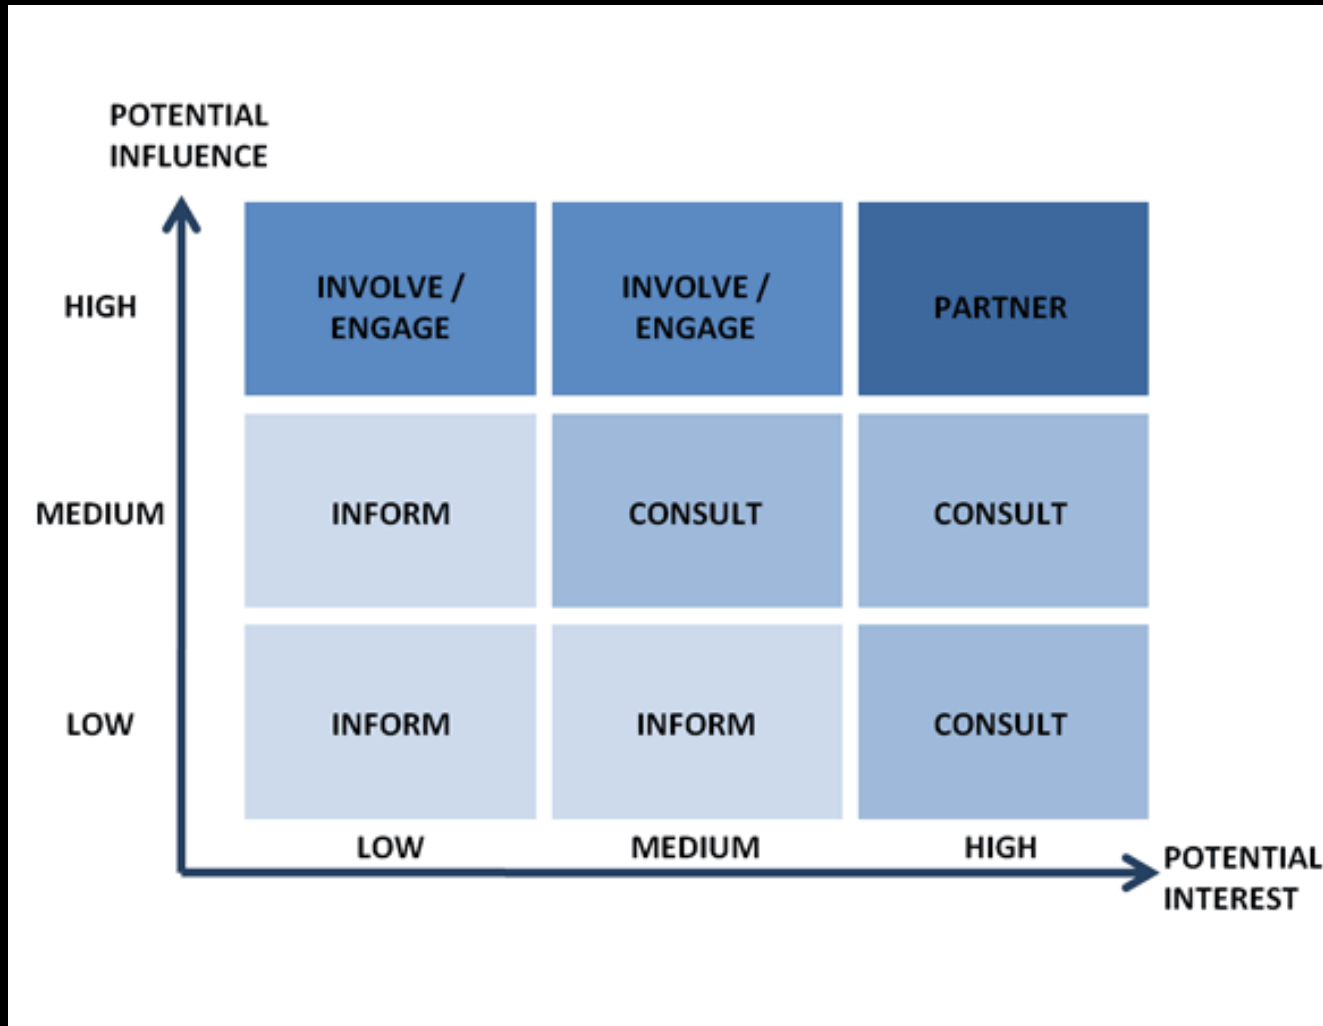 POTENTIAL
INFLUENCE
HIGH
INVOLVE /
ENGAGE
INVOLVE /
ENGAGE
PARTNER
MEDIUM
INFORM
CONSULT
CONSULT
LOW
INFORM
INFORM
CONSULT
LOW
MEDIUM
HIGH
POTENTIAL
INTEREST